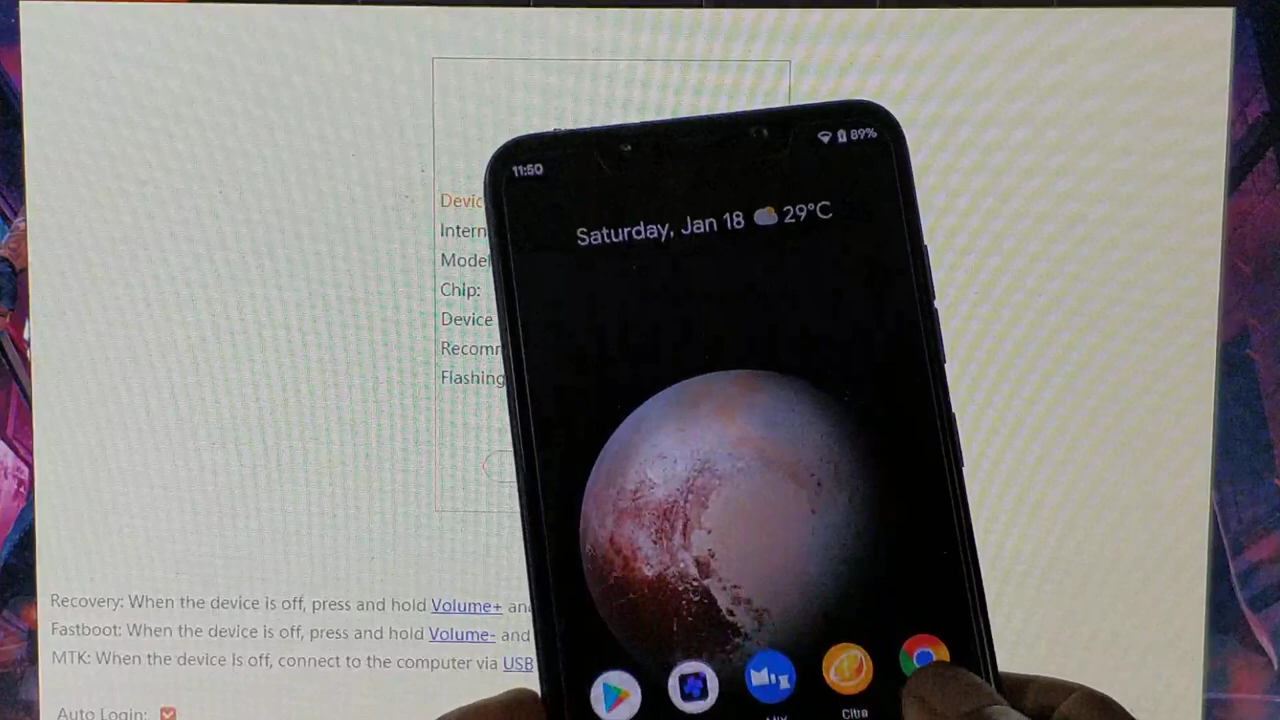 11:50
89%
Saturday, Jan 18 29°C
Devic
Intern
Model
Chip:
Device
Recom
Flashing
Recovery: When the device is off, press and hold Volume+ and
Fastboot: When the device is off, press and hold Volume- and
MTK: When the device is off, connect to the computer via USB
Auto Login:
Citra